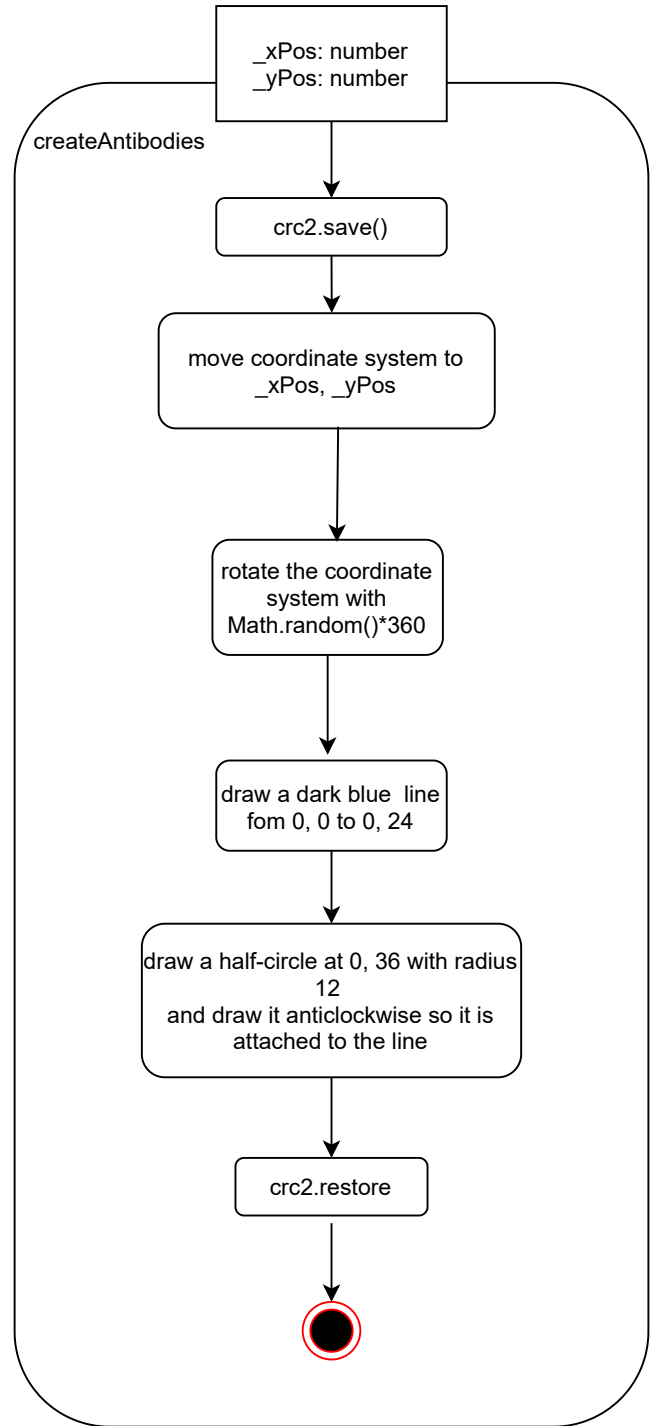 _xPos: number
_yPos: number
createAntibodies
crc2.save()
move coordinate system to
_xPos, _yPos
rotate the coordinate
system with
Math.random()*360
draw a dark blue  line
fom 0, 0 to 0, 24
draw a half-circle at 0, 36 with radius
12
and draw it anticlockwise so it is
attached to the line
crc2.restore